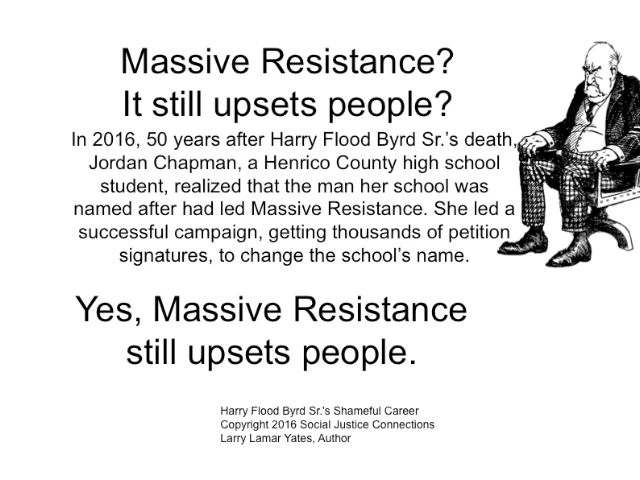 Massive Resistance?
It still upsets people?
In 2016, 50 years after Harry Flood Byrd Sr.'s death,
Jordan Chapman, a Henrico County high school
student, realized that the man her school was
named after had led Massive Resistance. She led a
successful campaign, getting thousands of petition
signatures, to change the school's name.
Yes, Massive Resistance
still upsets people.
Harry Flood Byrd Sr.'s Shameful Career
Copyright 2016 Social Justice Connections
Larry Lamar Yates, Author